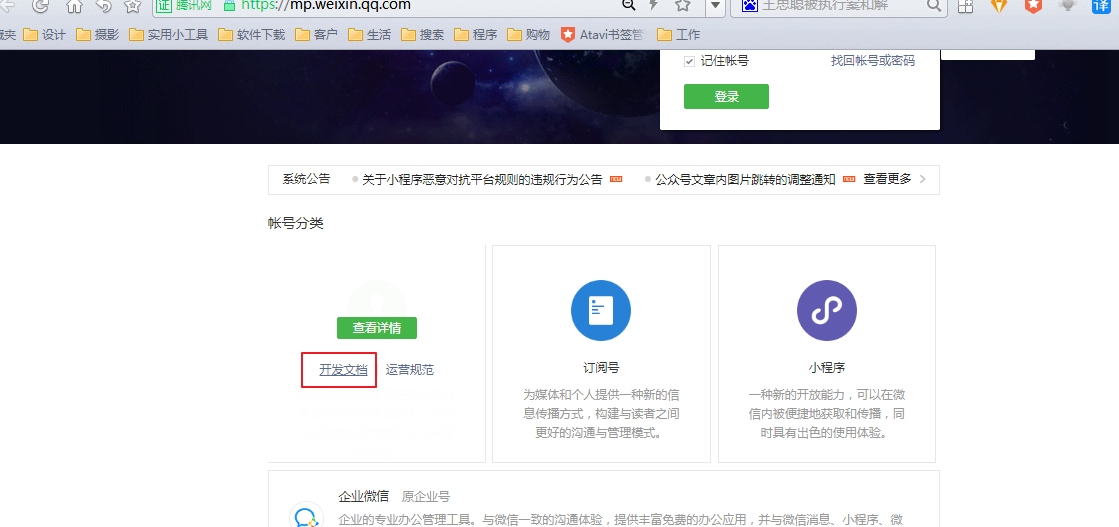 证 腾讯网 https://mp.weixin.qq.com 王思聪被执行案和解 译
夹 设计 摄影 实用小工具 软件下载 客户 生活 搜索 程序 购物 Atavi书签管 工作
记住帐号 找回帐号或密码
登录
系统公告 关于小程序恶意对抗平台规则的违规行为公告 new 公众号文章内图片跳转的调整通知 new 查看更多
帐号分类
查看详情
开发文档 运营规范
订阅号
为媒体和个人提供一种新的信
息传播方式，构建与读者之间
更好的沟通与管理模式。
小程序
一种新的开放能力，可以在微
信内被便捷地获取和传播，同
时具有出色的使用体验。
企业微信 原企业号
企业的专业办公管理工具。与微信一致的沟通体验，提供丰富免费的办公应用，并与微信消息、小程序、微